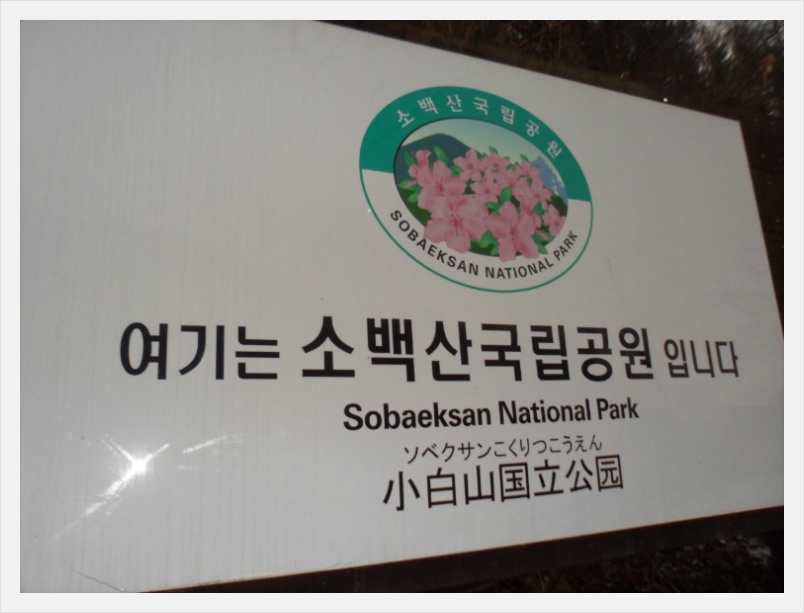 소백산국립공원
SOBAEKSAN NATIONAL PARK
여기는 소백산국립공원 입니다
Sobaeksan National Park
ソベクサンこくりつこうえん
小白山国立公园